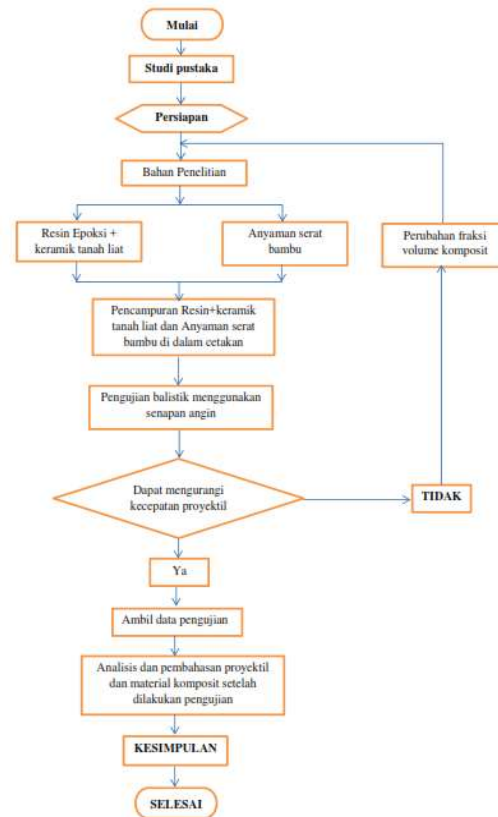 Mulai
Studi pustaka
Persiapan
Bahan Penelitian
Resin Epoksi +
keramik tanah liat
Anyaman serat
bambu
Perubahan fraksi
volume komposit
Pencampuran Resin+keramik
tanah liat dan Anyaman serat
bambu di dalam cetakan
Pengujian balistik menggunakan
senapan angin
Dapat mengurangi
kecepatan proyektil
TIDAK
Ya
Ambil data pengujian
Analisis dan pembahasan proyektil
dan material komposit setelah
dilakukan pengujian
KESIMPULAN
SELESAI